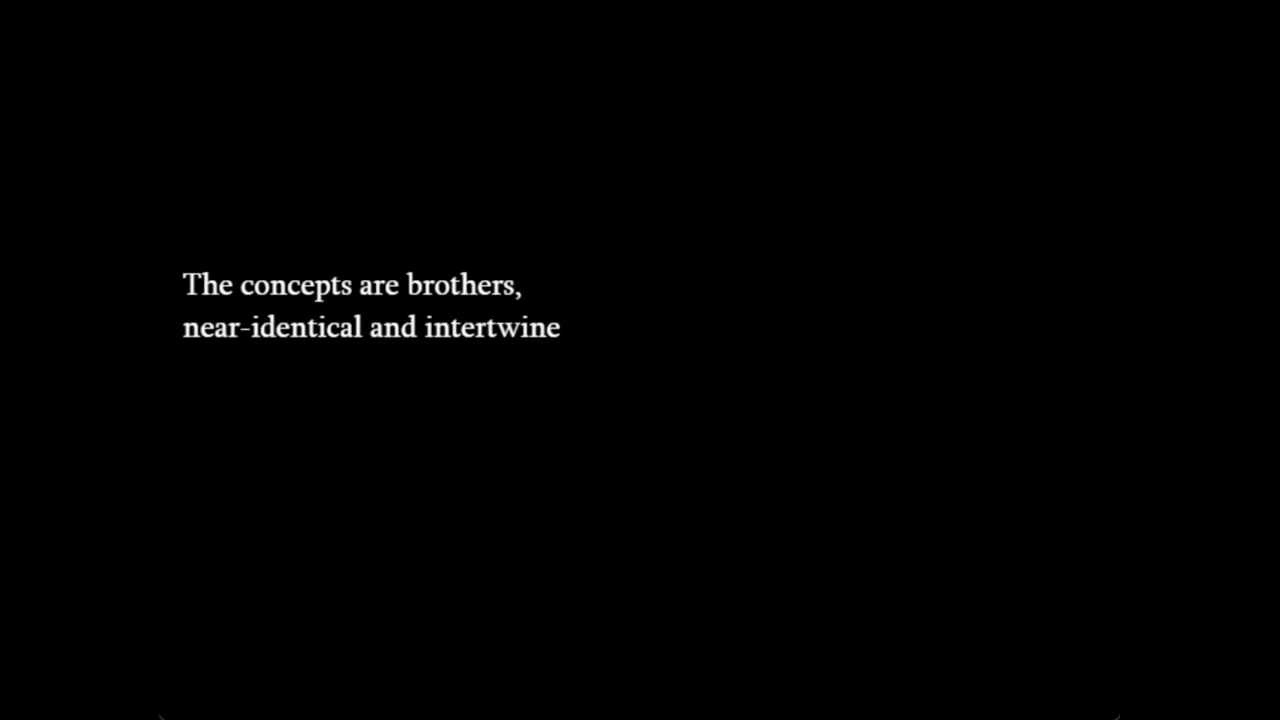 The concepts are brothers,
near-identical and intertwine